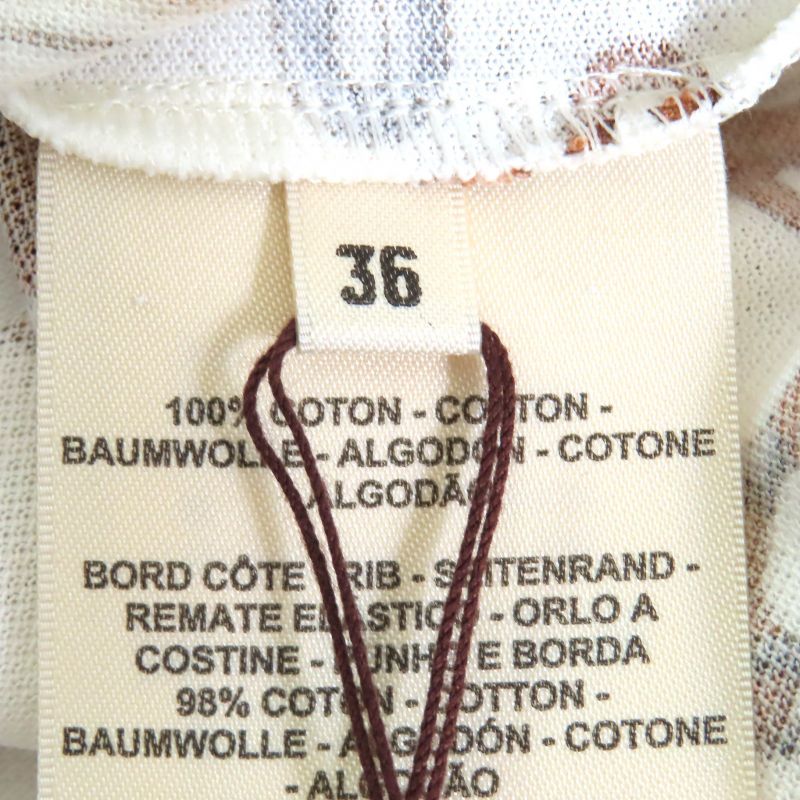 36
100% COTON - COTTON -
BAUMWOLLE - ALGODÓN - COTONE
ALGODÃO
BORD CÔTE - RIB - SEITENRAND -
REMATE ELASTICO - ORLO A
COSTINE - PUNHO E BORDA
98% COTON - COTTON -
BAUMWOLLE - ALGODÓN - COTONE
- ALGODÃO